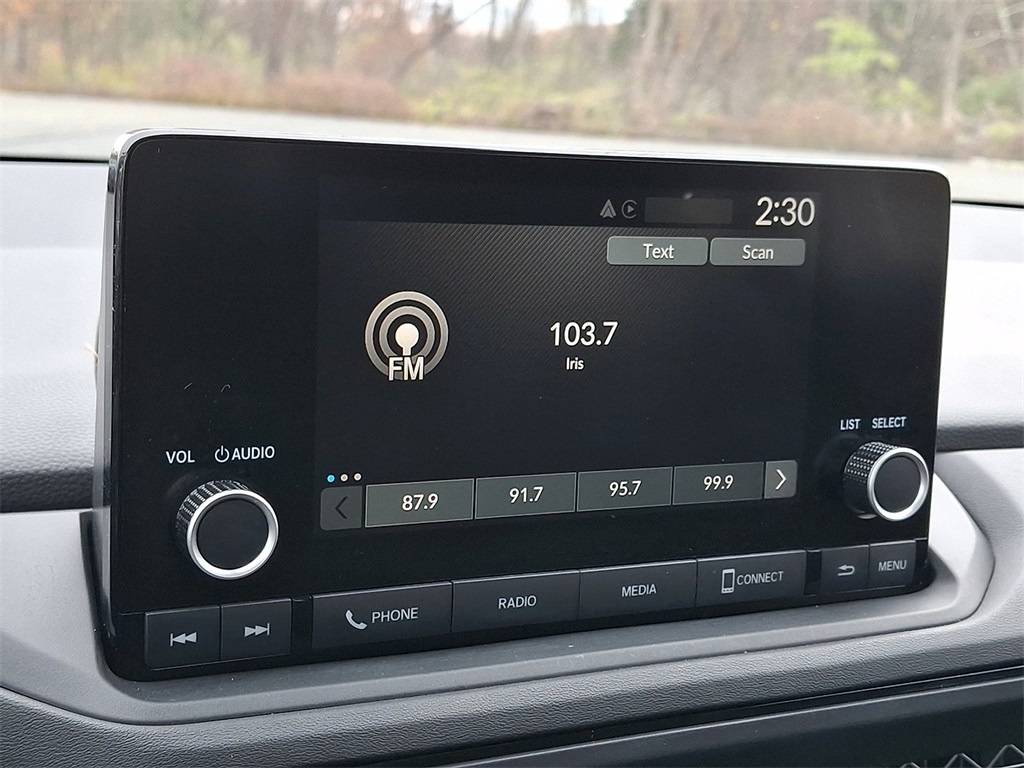 2:30
Text Scan
103.7
Iris
FM
LIST SELECT
VOL AUDIO
87.9 91.7 95.7 99.9
PHONE RADIO MEDIA CONNECT MENU